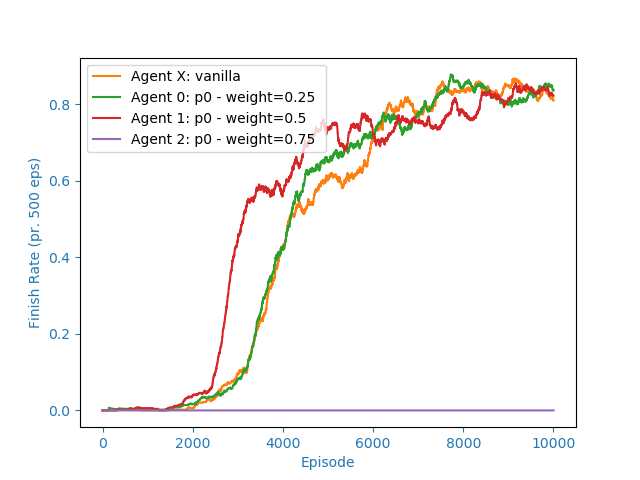 Agent X: vanilla
Agent 0: p0 - weight=0.25
Agent 1: p0 - weight=0.5
Agent 2: p0 - weight=0.75
Finish Rate (pr. 500 eps)
0.8
0.6
0.4
0.2
0.0
0 2000 4000 6000 8000 10000
Episode